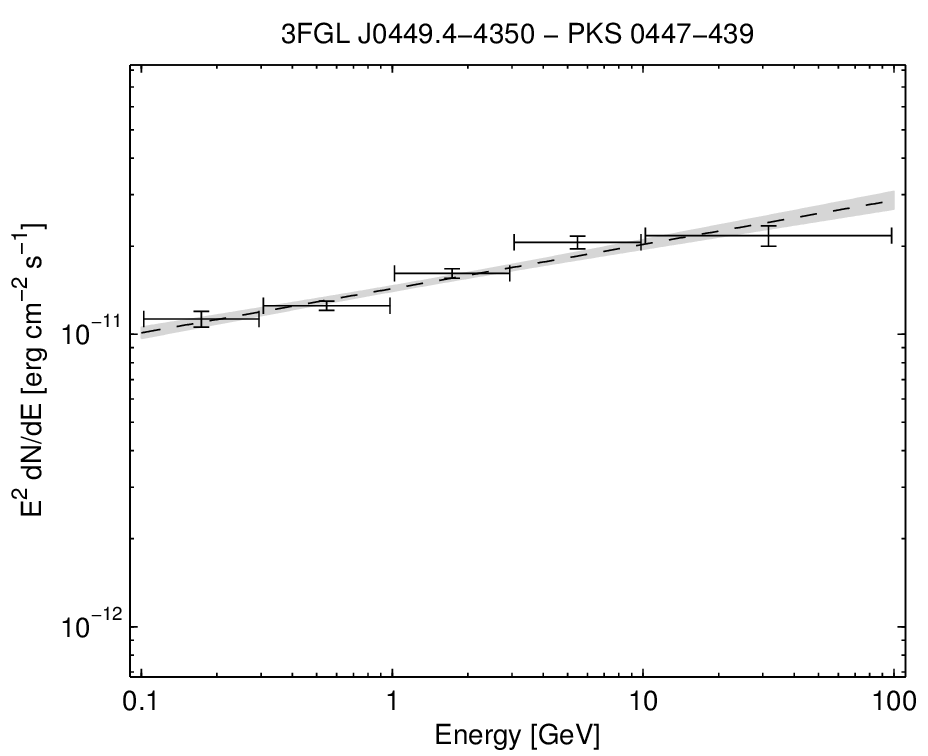 3FGL J0449.4−4350 − PKS 0447−439
E² dN/dE [erg cm⁻² s⁻¹]
10⁻¹¹
10⁻¹²
0.1 1 10 100
Energy [GeV]